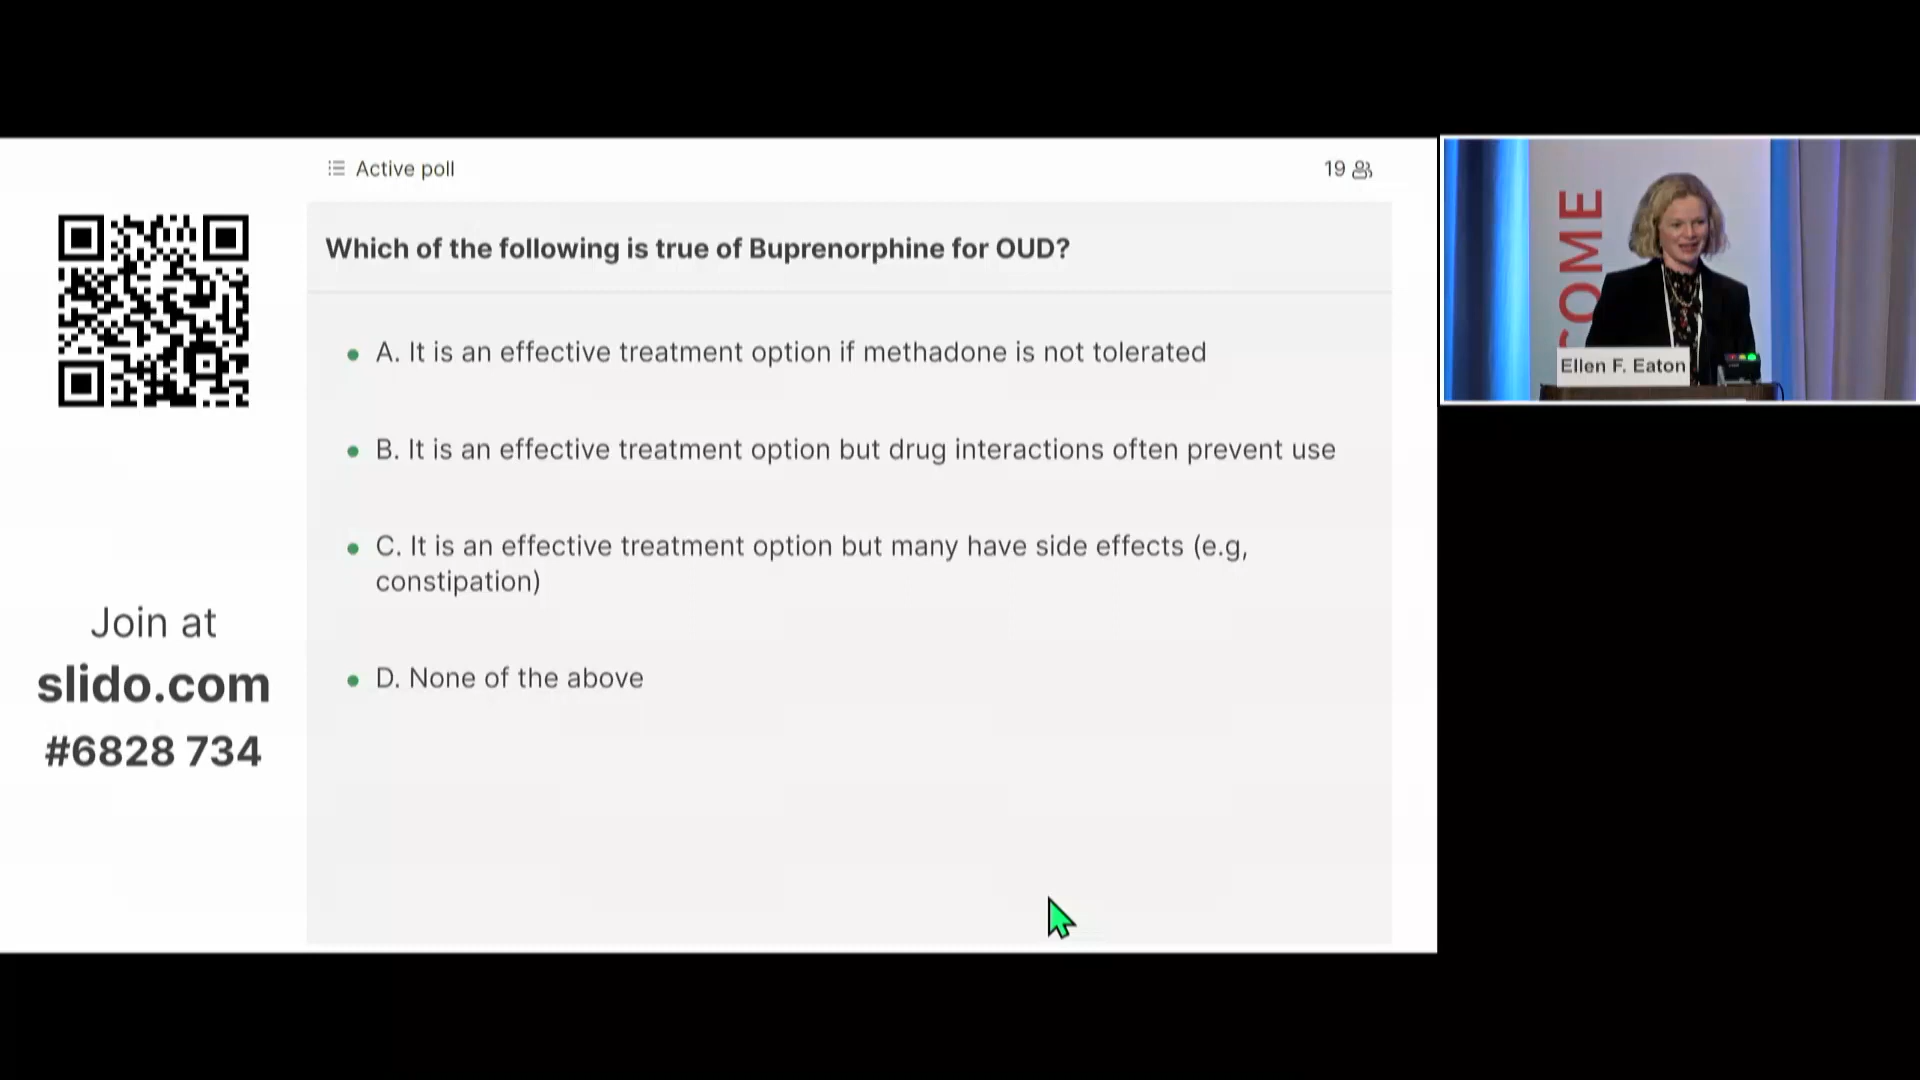 Active poll
19
Which of the following is true of Buprenorphine for OUD?
A. It is an effective treatment option if methadone is not tolerated
B. It is an effective treatment option but drug interactions often prevent use
C. It is an effective treatment option but many have side effects (e.g,
constipation)
D. None of the above
Join at
slido.com
#6828 734
OME
Ellen F. Eaton